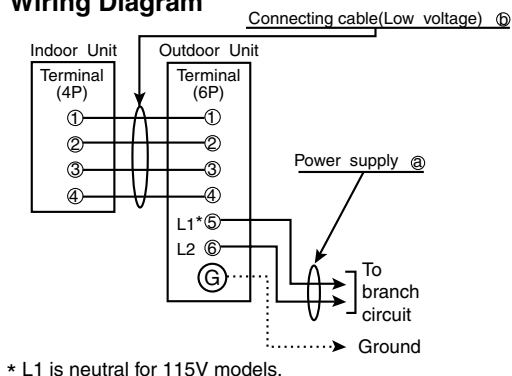 Wiring Diagram
Connecting cable(Low voltage) ⓑ
Indoor Unit
Outdoor Unit
Terminal
(4P)
Terminal
(6P)
① ①
② ②
③ ③
④ ④
Power supply ⓐ
L1*⑤
L2 ⑥
Ⓖ
To
branch
circuit
Ground
* L1 is neutral for 115V models.